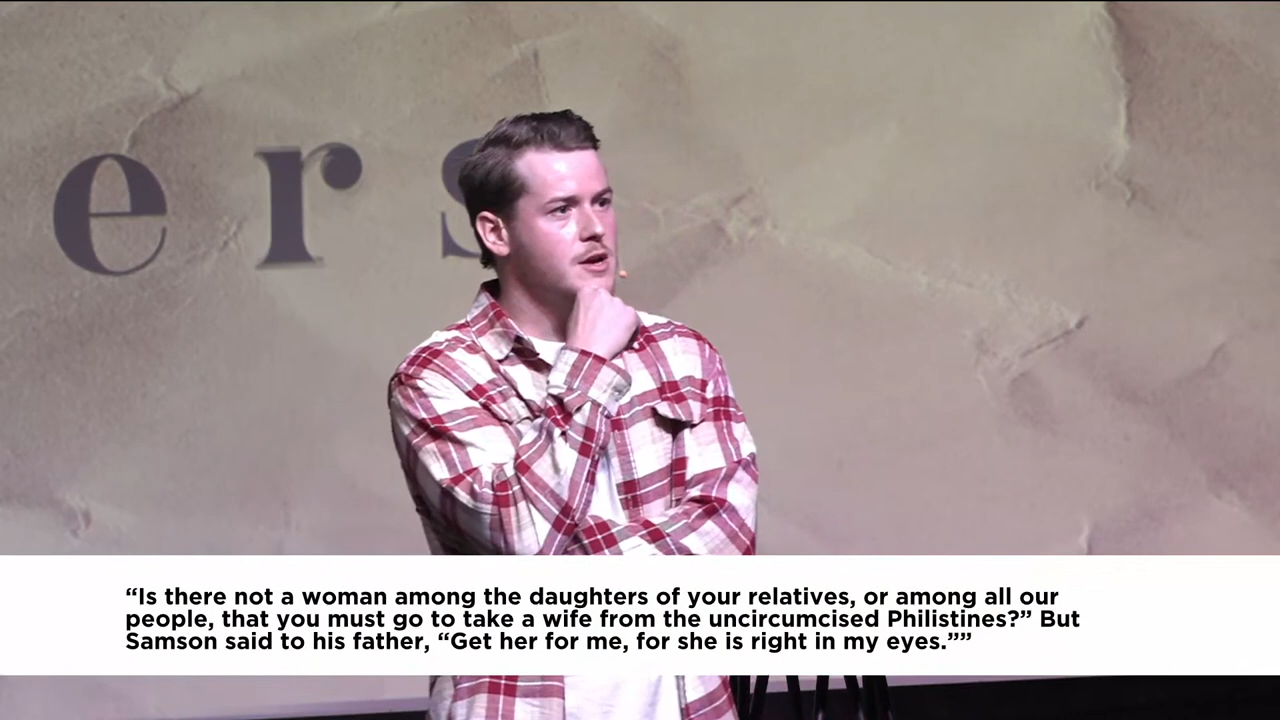 ers
“Is there not a woman among the daughters of your relatives, or among all our
people, that you must go to take a wife from the uncircumcised Philistines?” But
Samson said to his father, “Get her for me, for she is right in my eyes.””